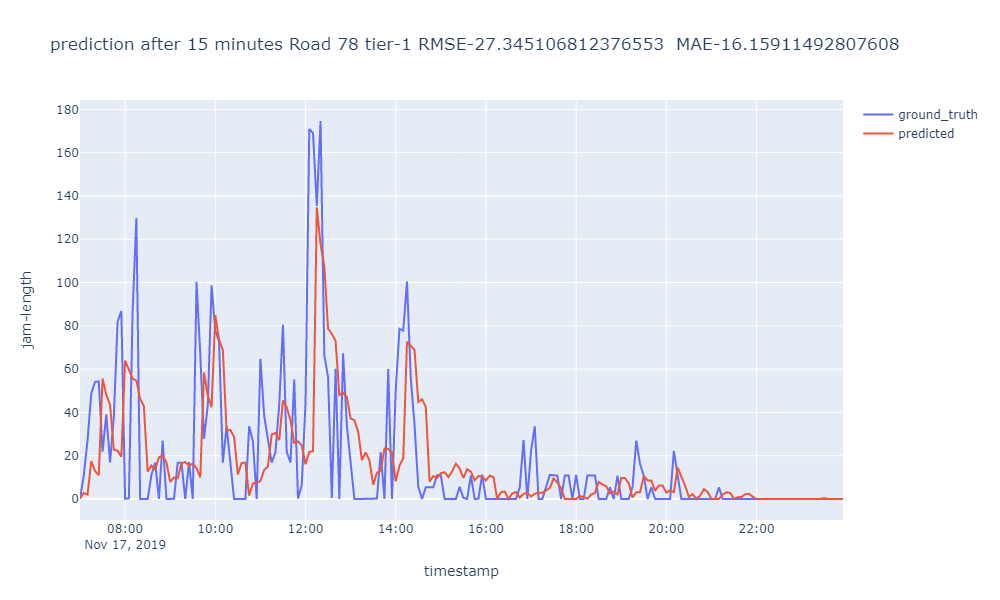 prediction after 15 minutes Road 78 tier-1 RMSE-27.345106812376553  MAE-16.15911492807608
ground_truth
predicted
180
160
140
120
100
80
60
40
20
0
jam-length
08:00 10:00 12:00 14:00 16:00 18:00 20:00 22:00
Nov 17, 2019
timestamp